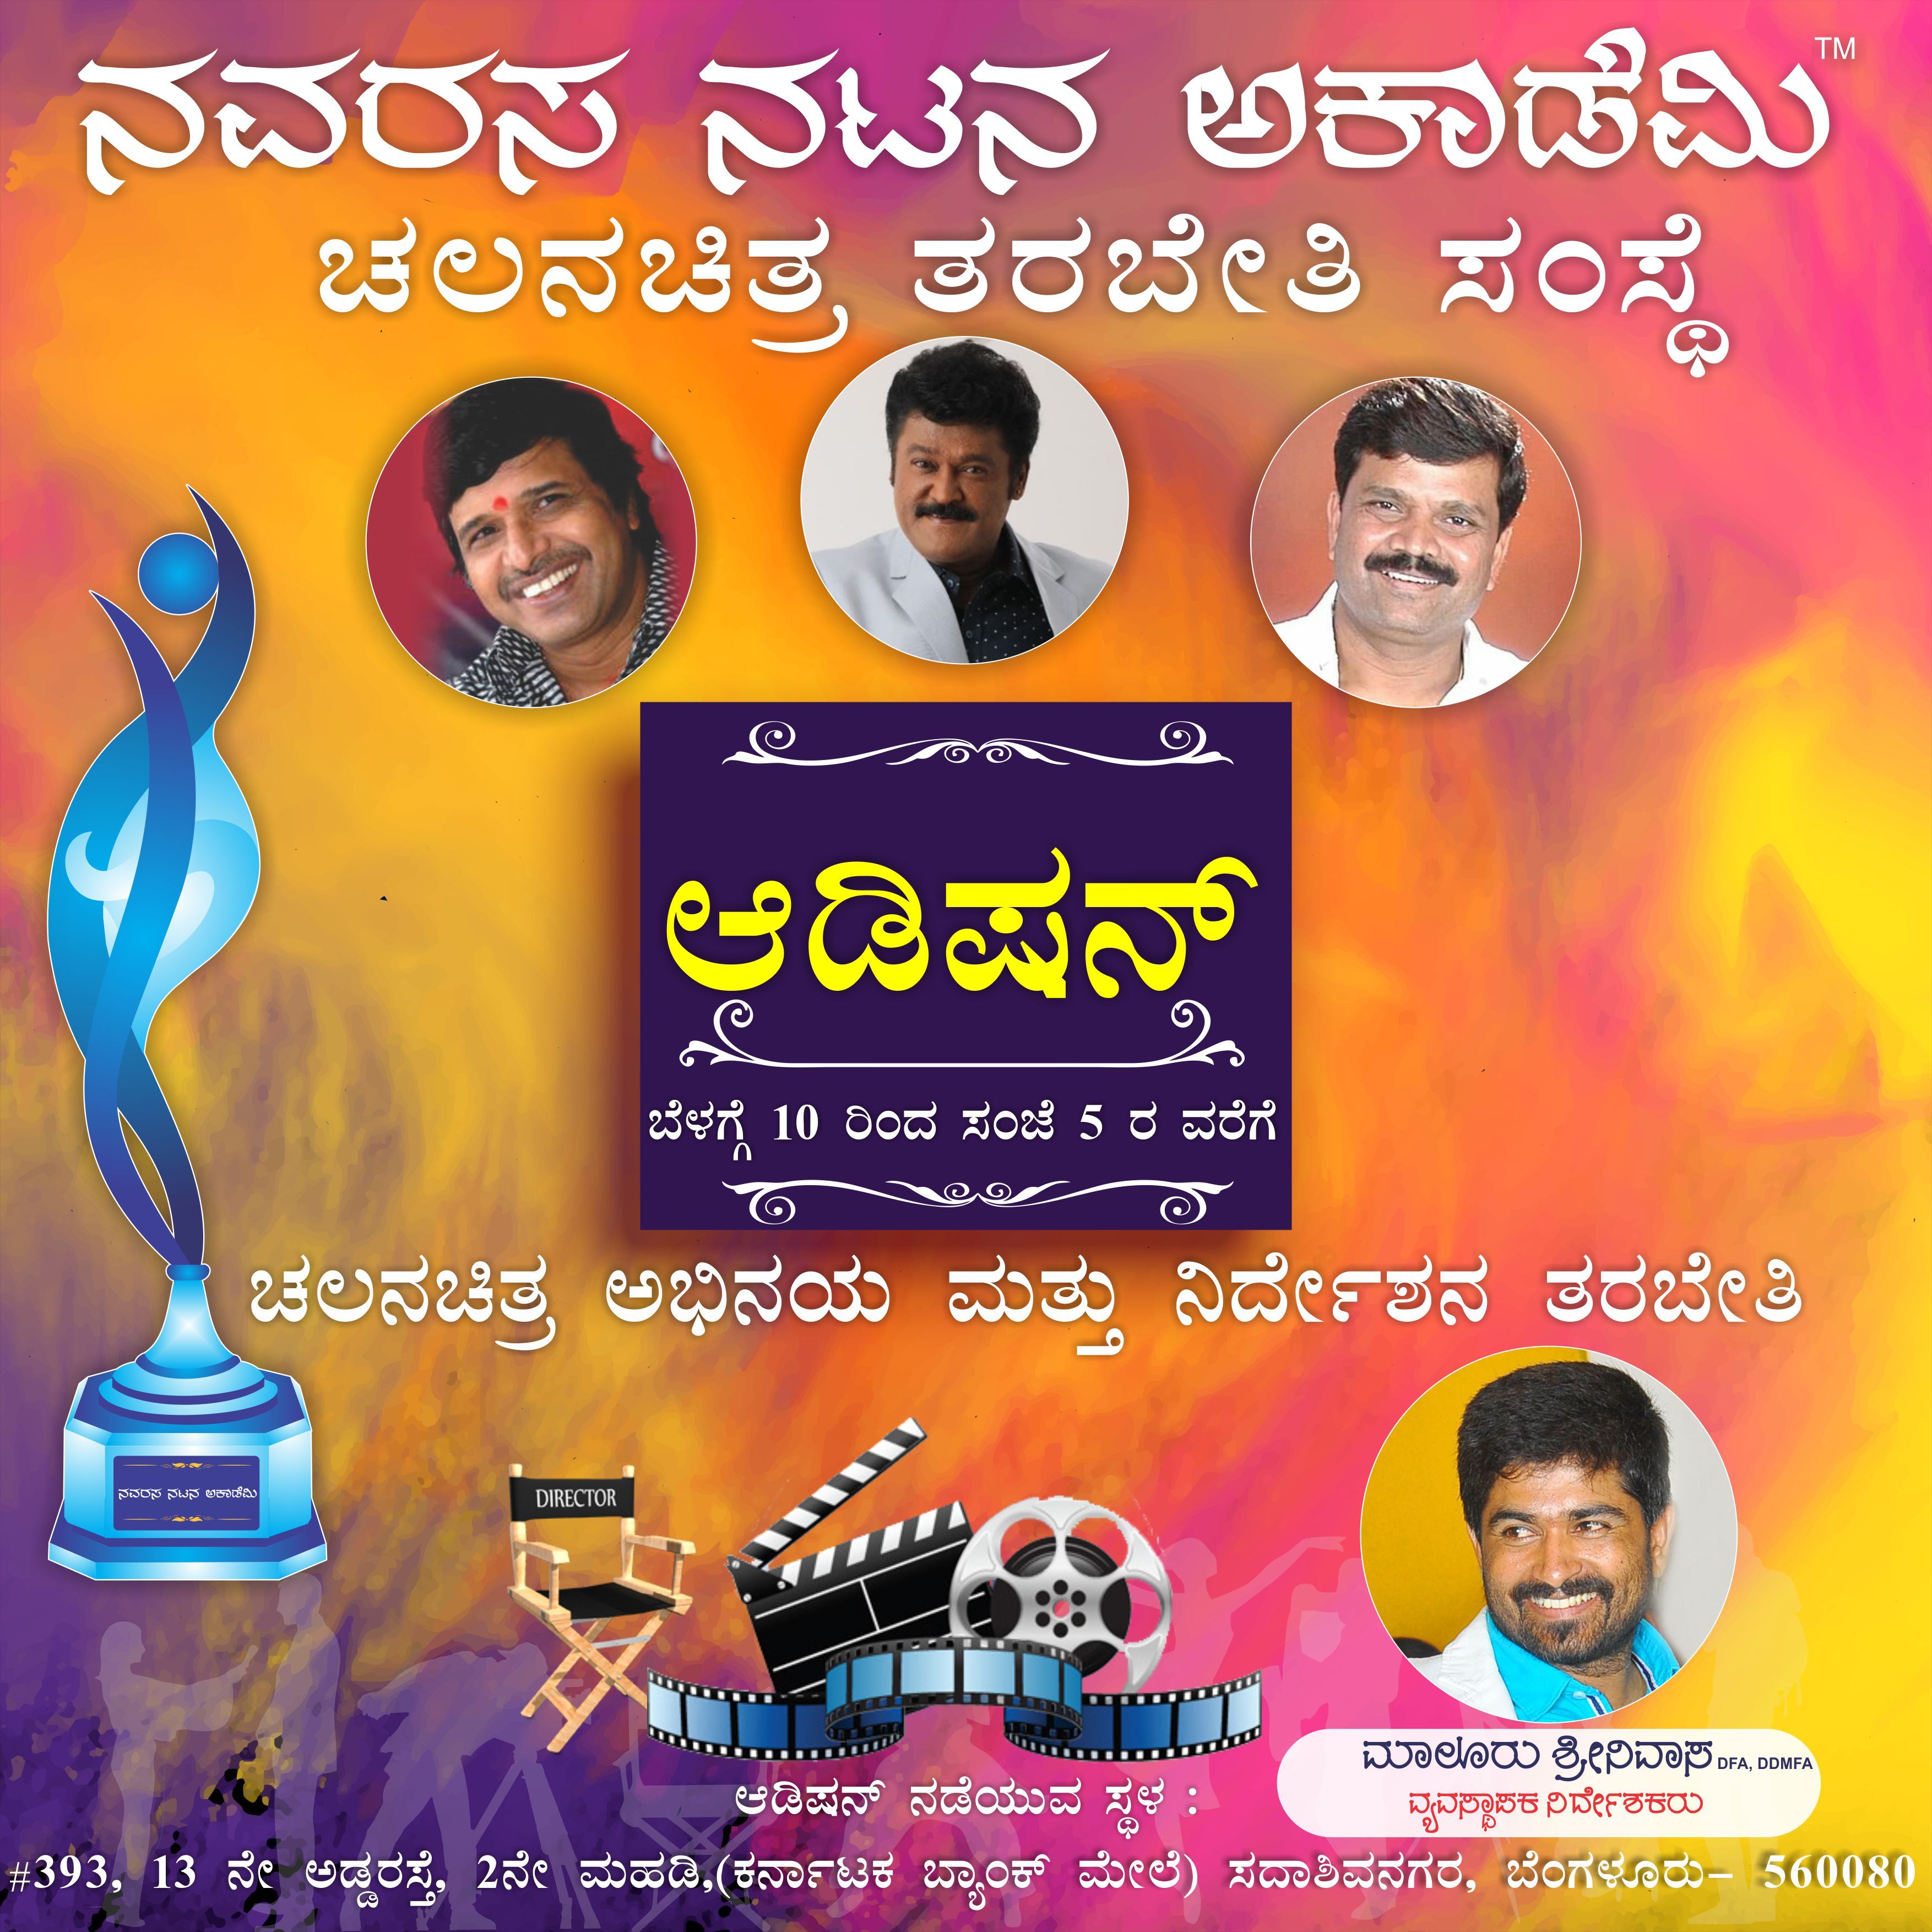 ನವರಸ ನಟನ ಅಕಾಡೆಮಿ TM
ಚಲನಚಿತ್ರ ತರಬೇತಿ ಸಂಸ್ಥೆ
ಆಡಿಷನ್
ಬೆಳಗ್ಗೆ 10 ರಿಂದ ಸಂಜೆ 5 ರ ವರೆಗೆ
ಚಲನಚಿತ್ರ ಅಭಿನಯ ಮತ್ತು ನಿರ್ದೇಶನ ತರಬೇತಿ
ನವರಸ ನಟನ ಅಕಾಡೆಮಿ
DIRECTOR
ಮಾಲೂರು ಶ್ರೀನಿವಾಸ DFA, DDMFA
ವ್ಯವಸ್ಥಾಪಕ ನಿರ್ದೇಶಕರು
ಆಡಿಷನ್ ನಡೆಯುವ ಸ್ಥಳ :
#393, 13 ನೇ ಅಡ್ಡರಸ್ತೆ, 2ನೇ ಮಹಡಿ,(ಕರ್ನಾಟಕ ಬ್ಯಾಂಕ್ ಮೇಲೆ) ಸದಾಶಿವನಗರ, ಬೆಂಗಳೂರು- 560080